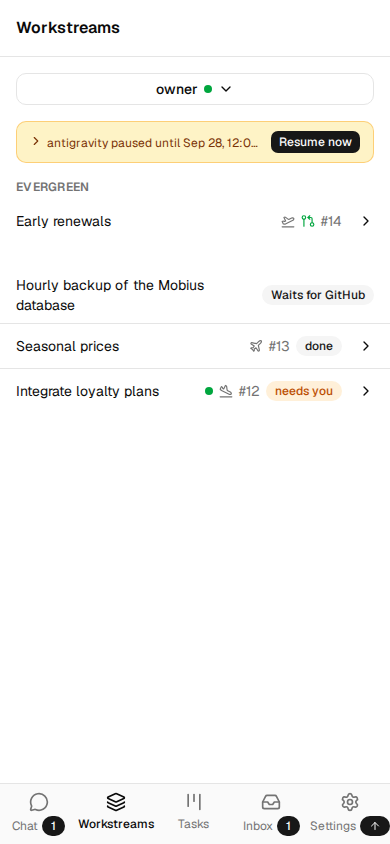 Workstreams
owner
antigravity paused until Sep 28, 12:0... Resume now
EVERGREEN
Early renewals #14
Hourly backup of the Mobius
database
Waits for GitHub
Seasonal prices #13 done
Integrate loyalty plans #12 needs you
Chat 1 Workstreams Tasks Inbox 1 Settings